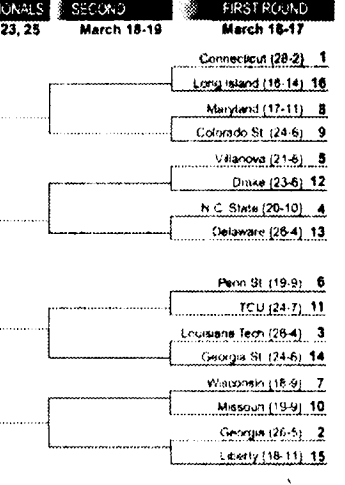 IONALS SECOND FIRST ROUND
23, 25 March 18-19 March 16-17
Connecticut (28-2) 1
Long Island (16-14) 16
Maryland (17-11) 8
Colorado St. (24-6) 9
Villanova (21-8) 5
Drake (23-6) 12
N.C. State (20-10) 4
Delaware (26-4) 13
Penn St. (19-9) 6
TCU (24-7) 11
Louisiana Tech (28-4) 3
Georgia St. (24-6) 14
Wisconsin (18-9) 7
Missouri (19-9) 10
Georgia (26-5) 2
Liberty (18-11) 15